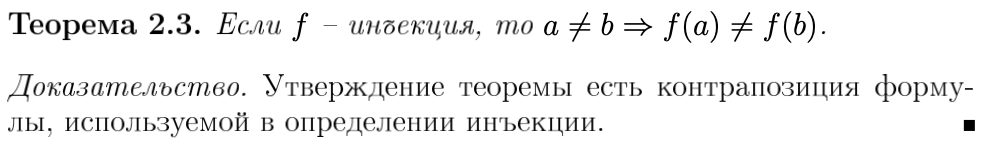 Теорема 2.3. Если f – инъекция, то a ≠ b ⇒ f(a) ≠ f(b).
Доказательство. Утверждение теоремы есть контрапозиция форму-
лы, используемой в определении инъекции. ■